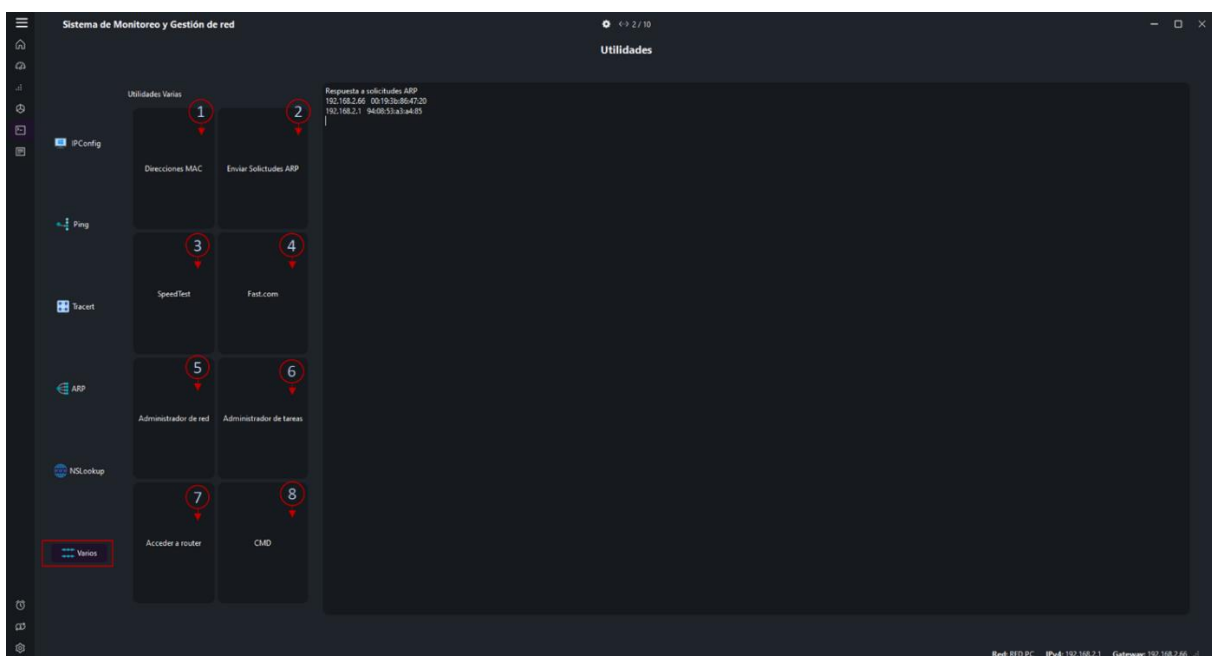 Sistema de Monitoreo y Gestión de red
2 / 10
Utilidades
Utilidades Varias
IPConfig
Ping
Tracert
ARP
NSLookup
Varios
1
Direcciones MAC
2
Enviar Solictudes ARP
3
SpeedTest
4
Fast.com
5
Administrador de red
6
Administrador de tareas
7
Acceder a router
8
CMD
Respuesta a solicitudes ARP
192.168.2.66 00:19:3b:86:47:20
192.168.2.1 94:08:53:a3:a4:85
Red: RED PC IPv4: 192.168.2.1 Gateway: 192.168.2.66